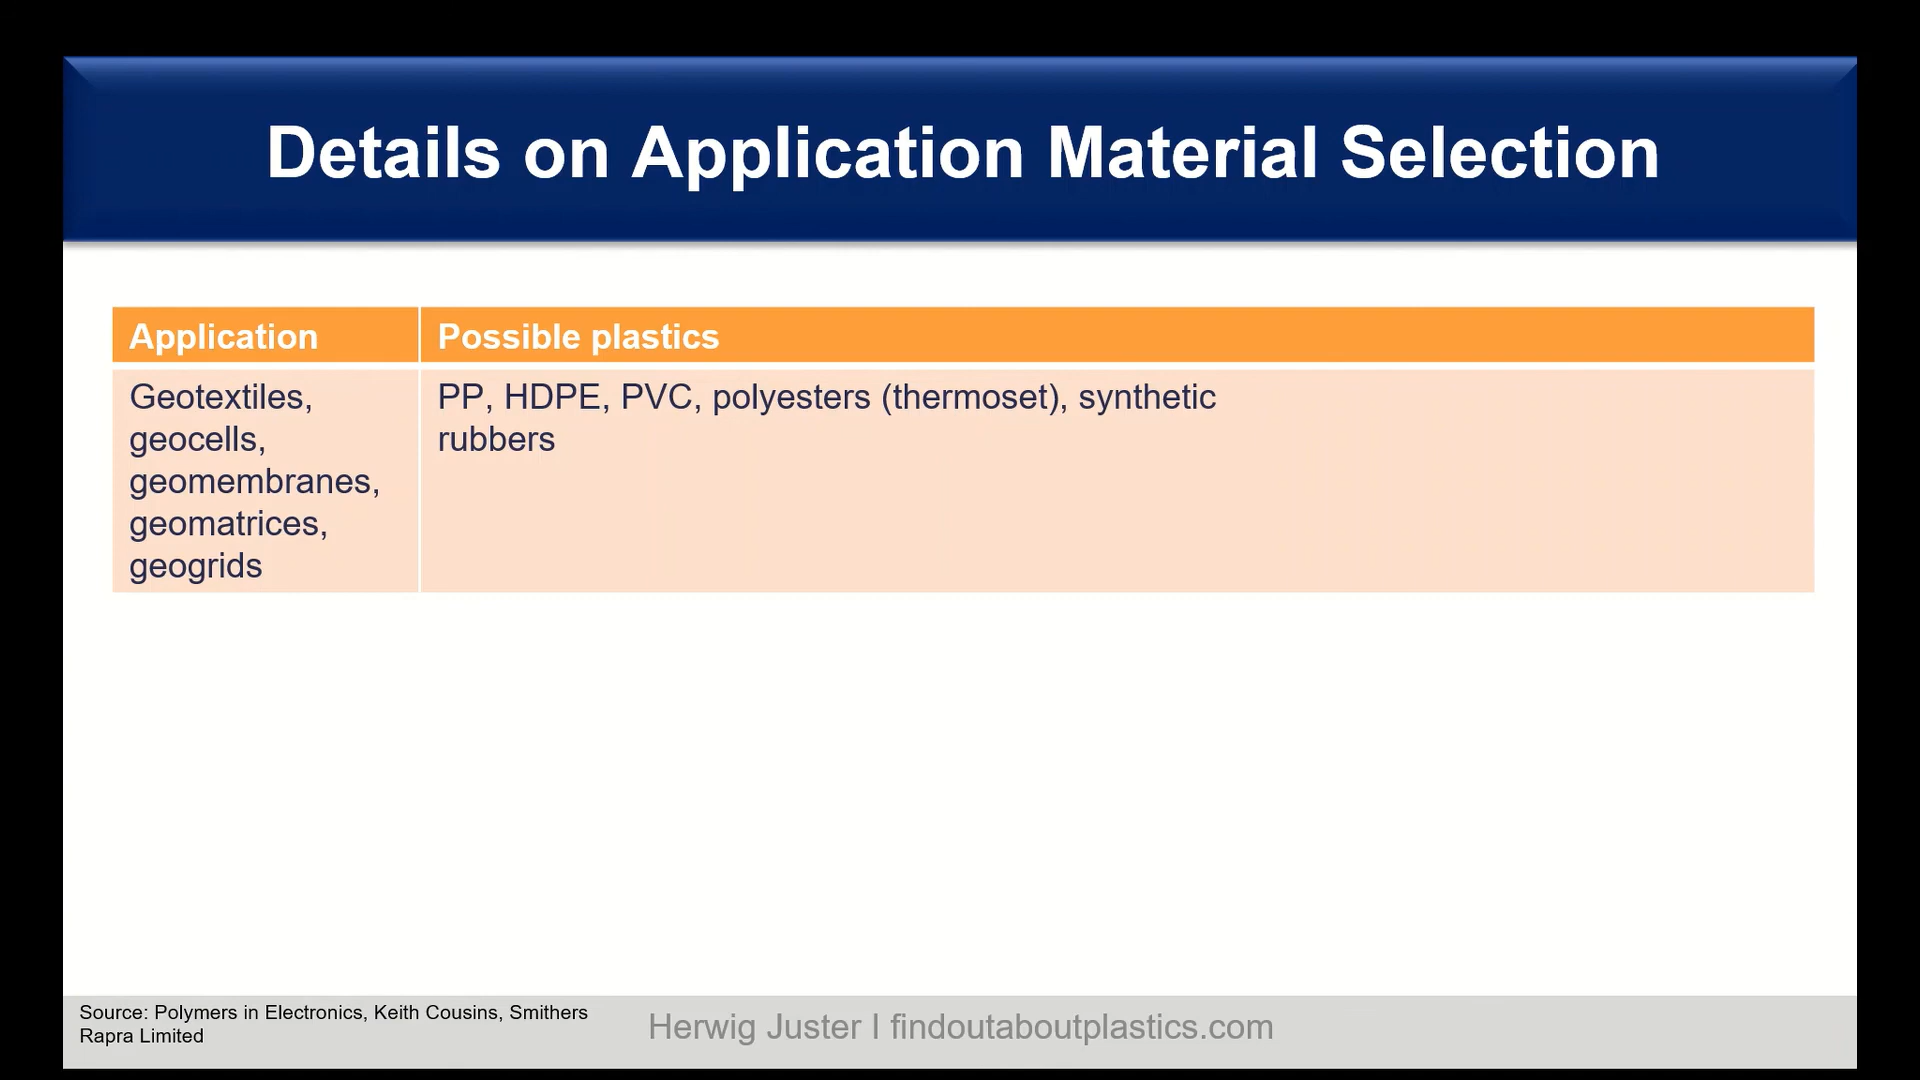 Details on Application Material Selection
Application
Possible plastics
Geotextiles,
geocells,
geomembranes,
geomatrices,
geogrids
PP, HDPE, PVC, polyesters (thermoset), synthetic
rubbers
Source: Polymers in Electronics, Keith Cousins, Smithers
Rapra Limited
Herwig Juster I findoutaboutplastics.com